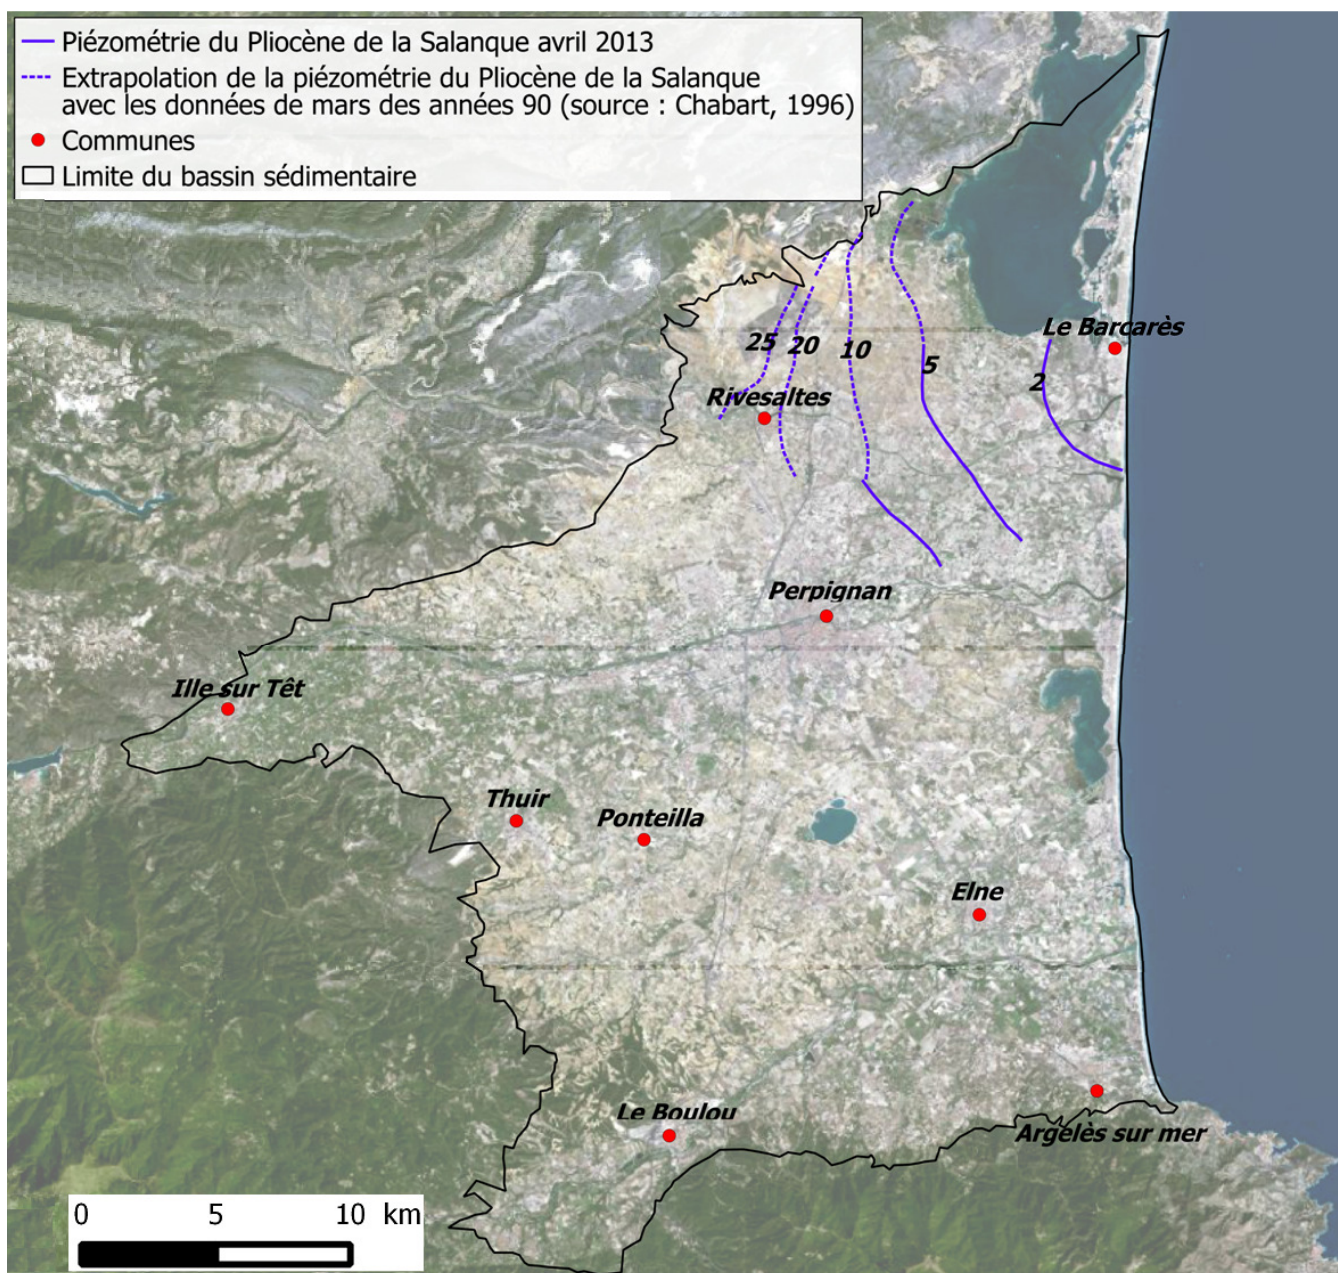 Piézométrie du Pliocène de la Salanque avril 2013
Extrapolation de la piézométrie du Pliocène de la Salanque
avec les données de mars des années 90 (source : Chabart, 1996)
Communes
Limite du bassin sédimentaire
Le Barcarès
25 20 10 5 2
Rivesaltes
Perpignan
Ille sur Têt
Thuir
Ponteilla
Elne
Le Boulou
Argelès sur mer
0 5 10 km